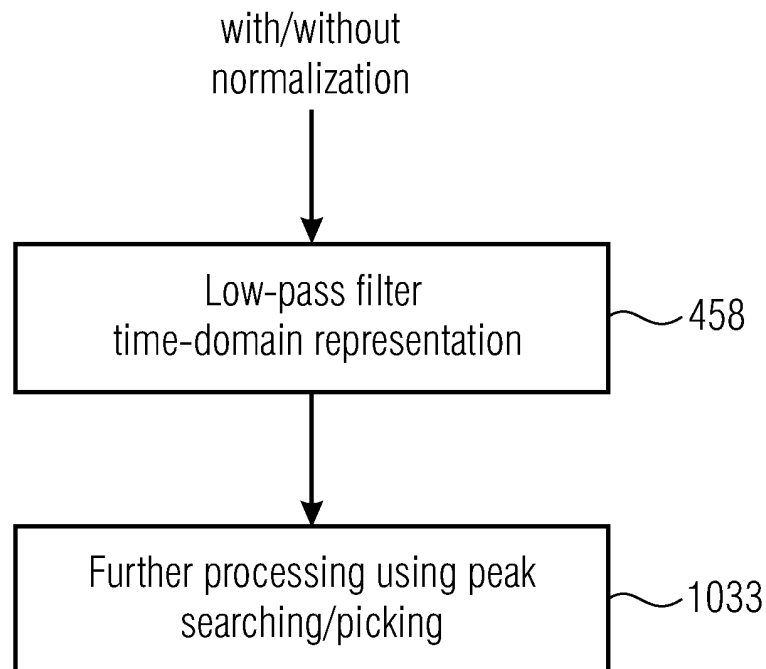 with/without
normalization
Low-pass filter
time-domain representation
458
Further processing using peak
searching/picking
1033